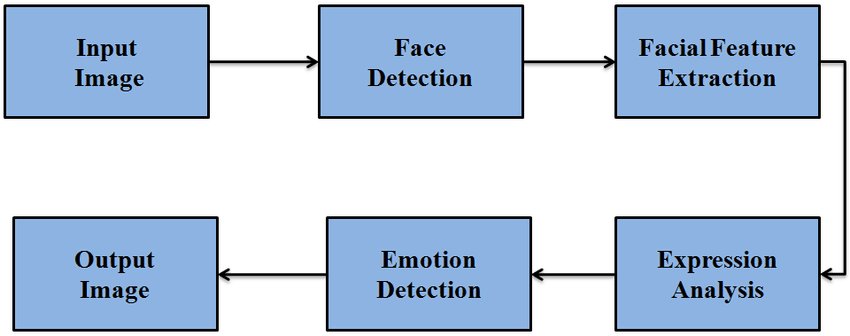 Input
Image
Face
Detection
Facial Feature
Extraction
Output
Image
Emotion
Detection
Expression
Analysis